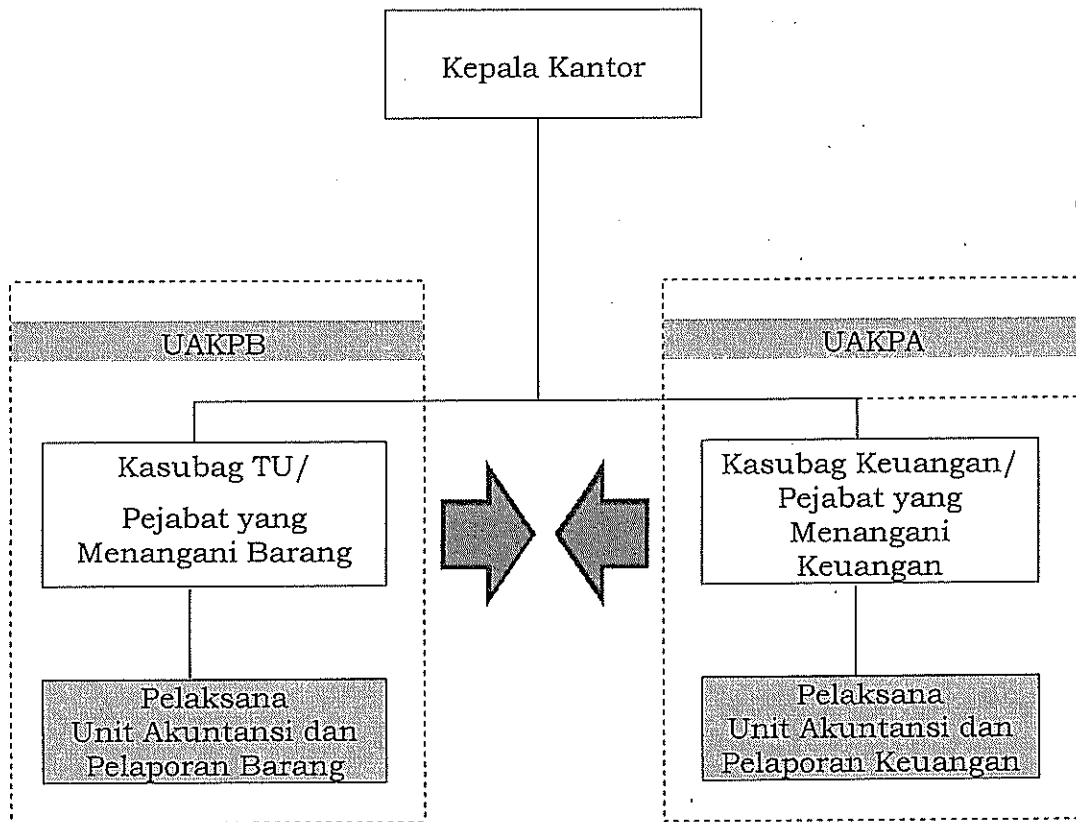 Kepala Kantor
UAKPB
UAKPA
Kasubag TU/
Pejabat yang
Menangani Barang
Kasubag Keuangan/
Pejabat yang
Menangani
Keuangan
Pelaksana
Unit Akuntansi dan
Pelaporan Barang
Pelaksana
Unit Akuntansi dan
Pelaporan Keuangan